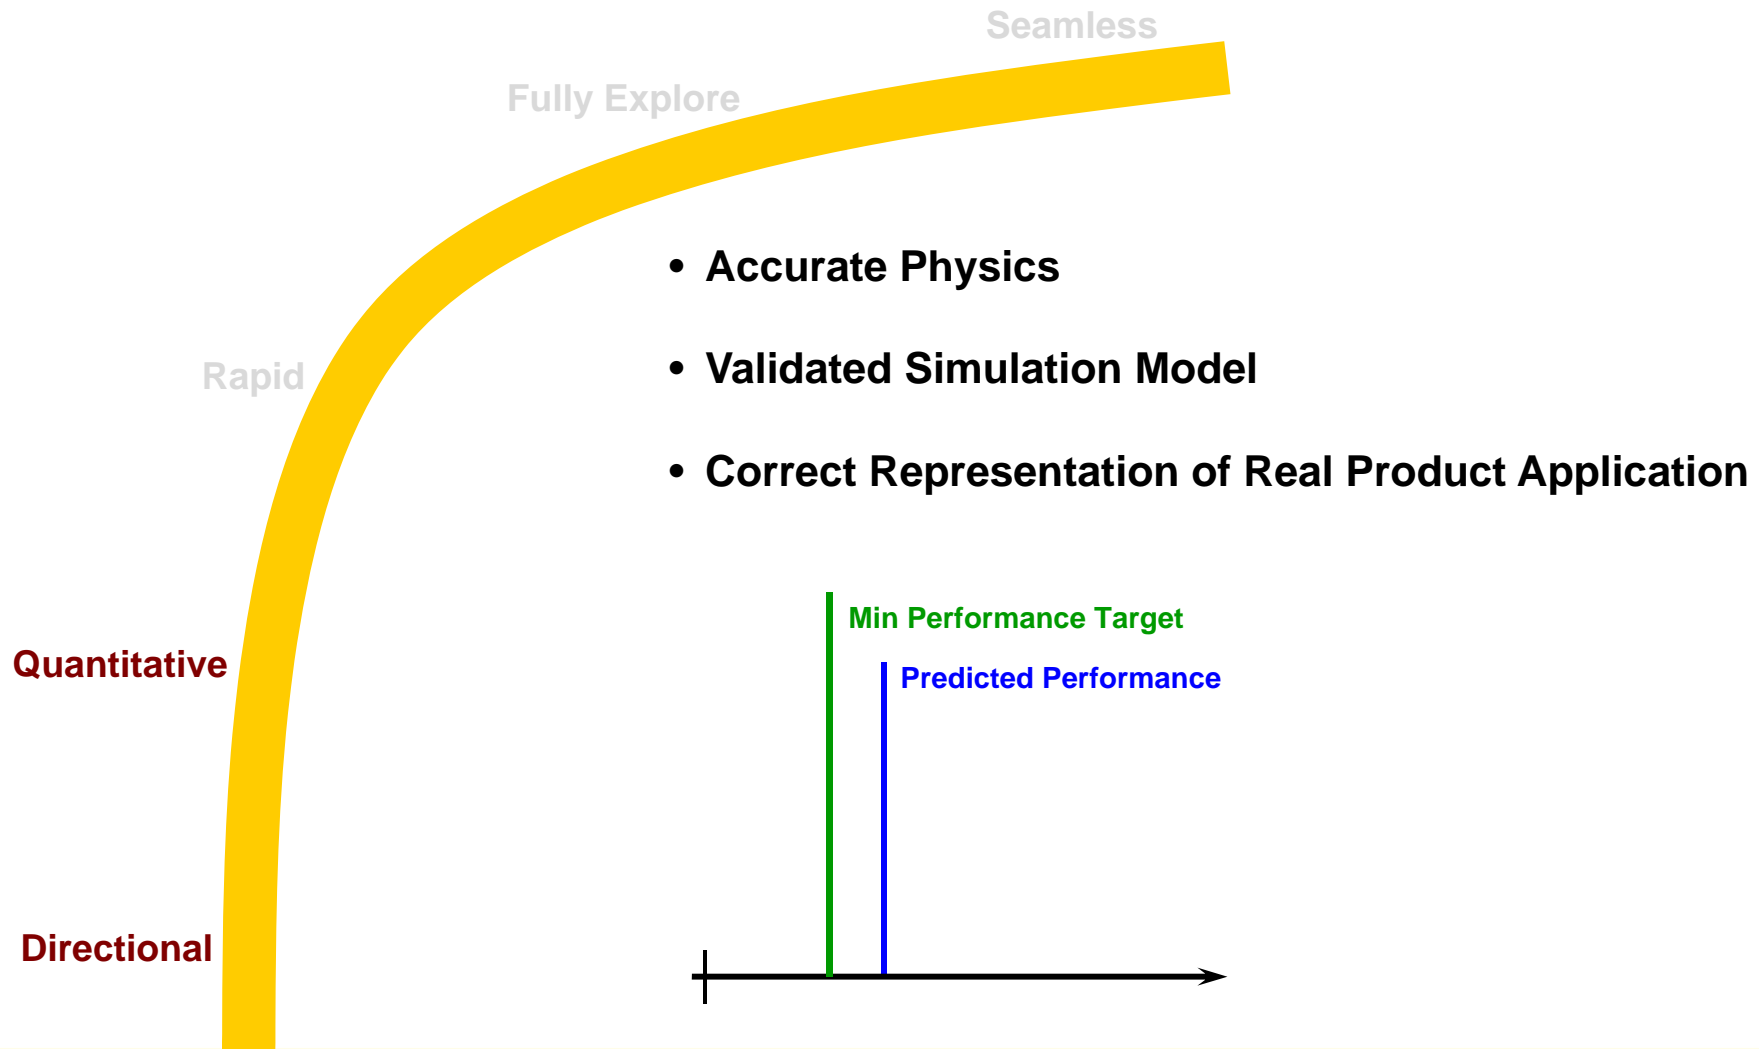 Seamless
Fully Explore
• Accurate Physics
• Validated Simulation Model
Rapid
• Correct Representation of Real Product Application
Min Performance Target
Quantitative
Predicted Performance
Directional